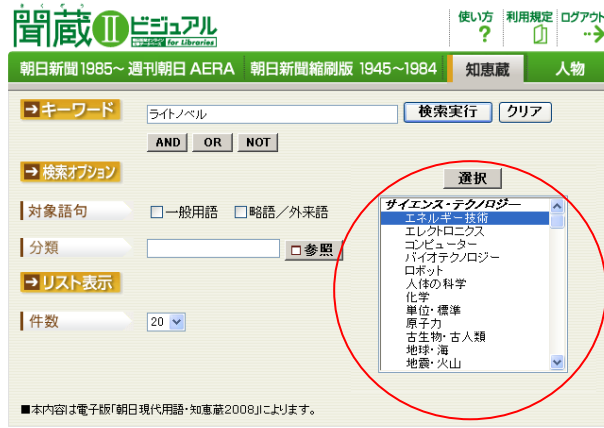 聞蔵Ⅱビジュアル
for Libraries
使い方 利用規定 ログアウト
?
朝日新聞1985~ 週刊朝日 AERA 朝日新聞縮刷版 1945~1984 知恵蔵 人物
キーワード ライトノベル 検索実行 クリア
AND OR NOT
検索オプション 選択
対象語句 一般用語 略語/外来語
分類 参照
リスト表示
件数 20
サイエンス・テクノロジー
エネルギー技術
エレクトロニクス
コンピューター
バイオテクノロジー
ロボット
人体の科学
化学
単位・標準
原子力
古生物・古人類
地球・海
地震・火山
■本内容は電子版「朝日現代用語・知恵蔵2008」によります。